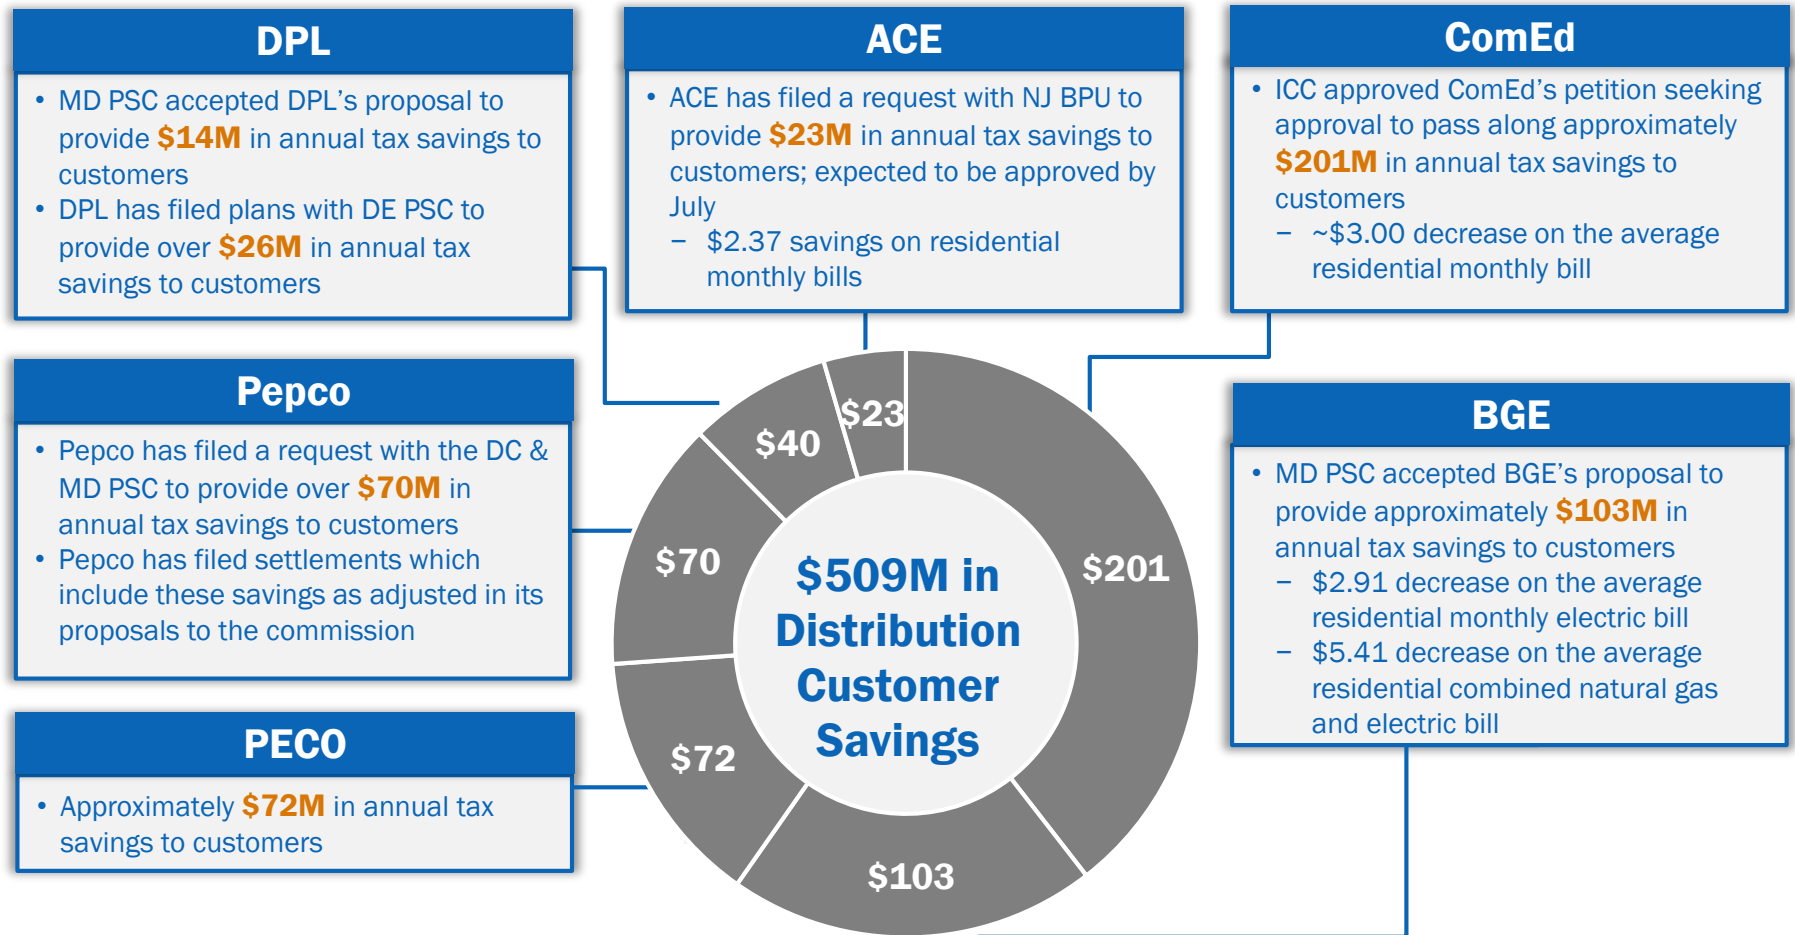 DPL
• MD PSC accepted DPL's proposal to
provide $14M in annual tax savings to
customers
• DPL has filed plans with DE PSC to
provide over $26M in annual tax
savings to customers
ACE
• ACE has filed a request with NJ BPU to
provide $23M in annual tax savings to
customers; expected to be approved by
July
− $2.37 savings on residential
monthly bills
ComEd
• ICC approved ComEd's petition seeking
approval to pass along approximately
$201M in annual tax savings to
customers
− ~$3.00 decrease on the average
residential monthly bill
Pepco
• Pepco has filed a request with the DC &
MD PSC to provide over $70M in
annual tax savings to customers
• Pepco has filed settlements which
include these savings as adjusted in its
proposals to the commission
BGE
• MD PSC accepted BGE's proposal to
provide approximately $103M in
annual tax savings to customers
− $2.91 decrease on the average
residential monthly electric bill
− $5.41 decrease on the average
residential combined natural gas
and electric bill
PECO
• Approximately $72M in annual tax
savings to customers
$23
$40
$70
$201
$72
$103
$509M in
Distribution
Customer
Savings